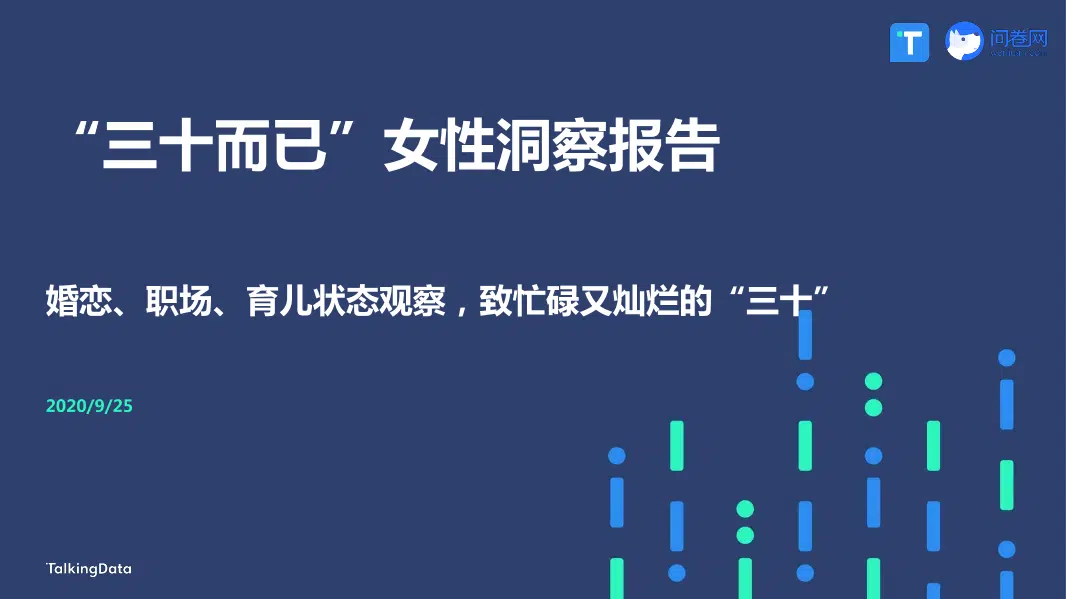 问卷网
“三十而已”女性洞察报告
婚恋、职场、育儿状态观察，致忙碌又灿烂的“三十”
2020/9/25
TalkingData